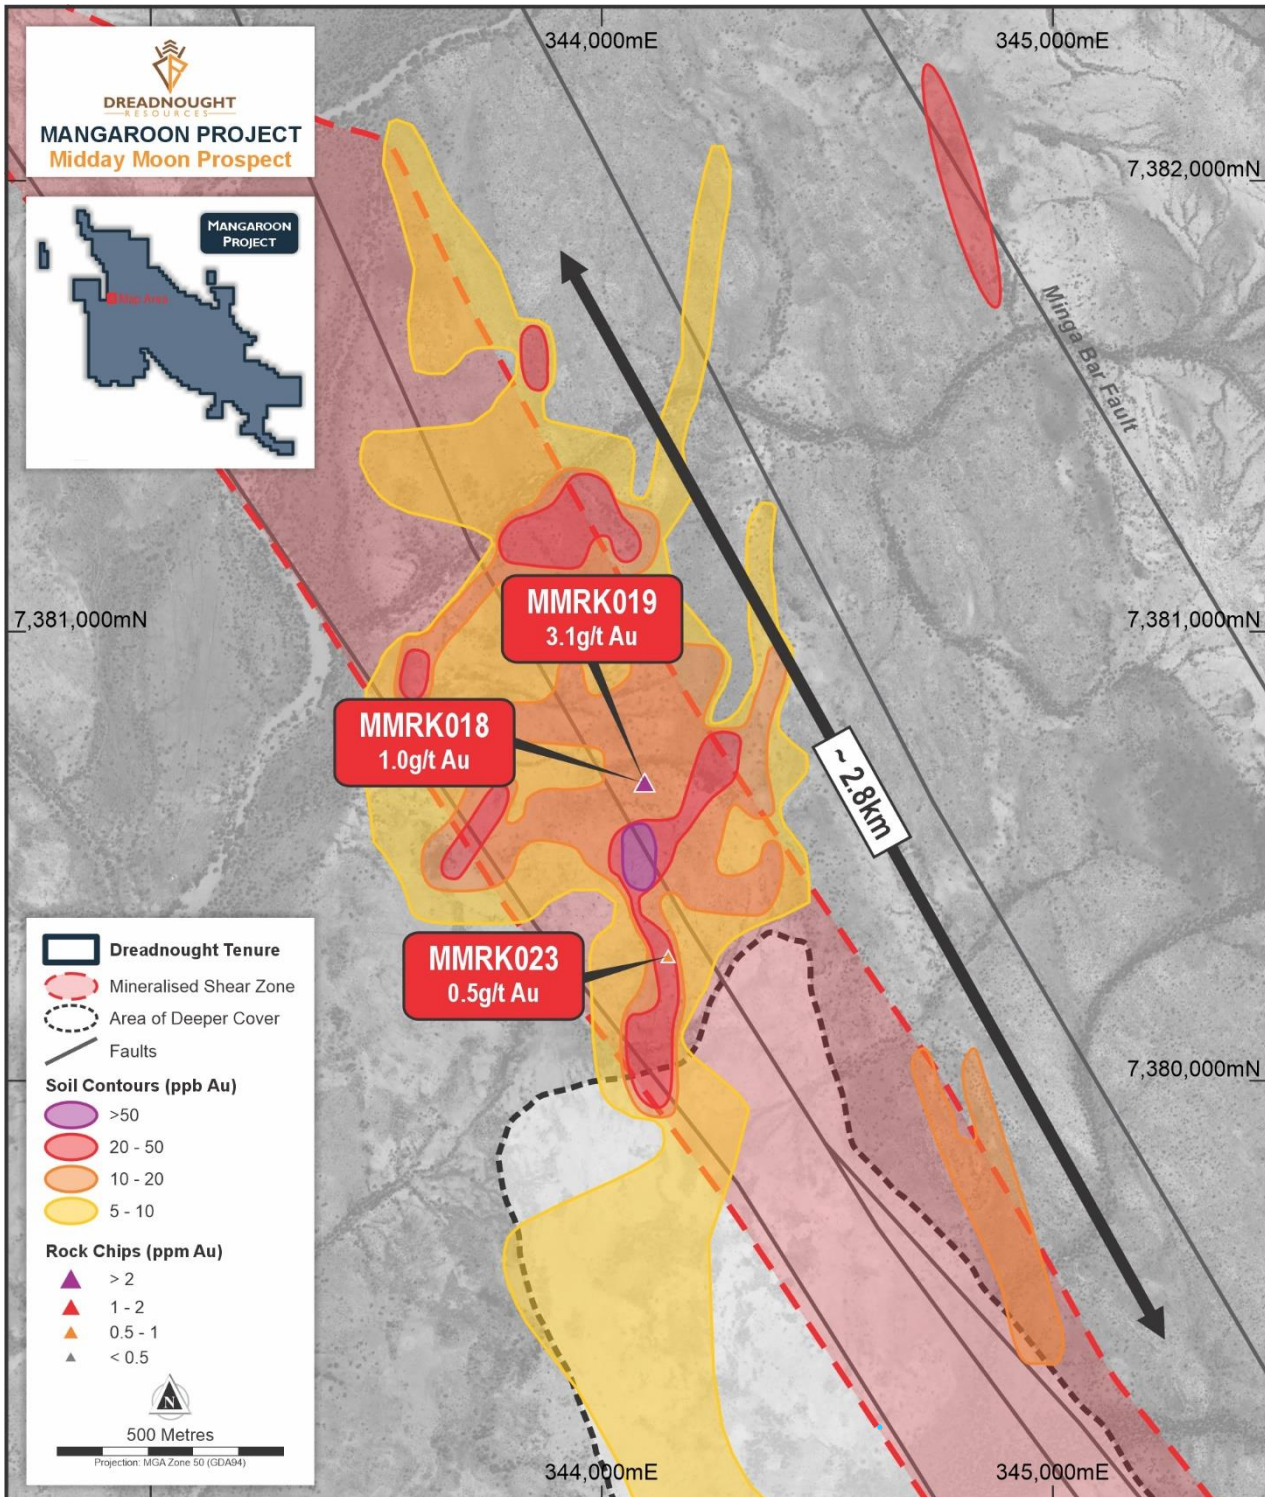 344,000mE
345,000mE
DREADNOUGHT
RESOURCES
MANGAROON PROJECT
Midday Moon Prospect
7,382,000mN
MANGAROON
PROJECT
Map Area
Minga Bar Fault
MMRK019
3.1g/t Au
7,381,000mN
7,381,000mN
MMRK018
1.0g/t Au
~ 2.8km
MMRK023
0.5g/t Au
Dreadnought Tenure
Mineralised Shear Zone
Area of Deeper Cover
Faults
7,380,000mN
Soil Contours (ppb Au)
>50
20 - 50
10 - 20
5 - 10
Rock Chips (ppm Au)
> 2
1 - 2
0.5 - 1
< 0.5
N
500 Metres
Projection: MGA Zone 50 (GDA94)
344,000mE
345,000mE